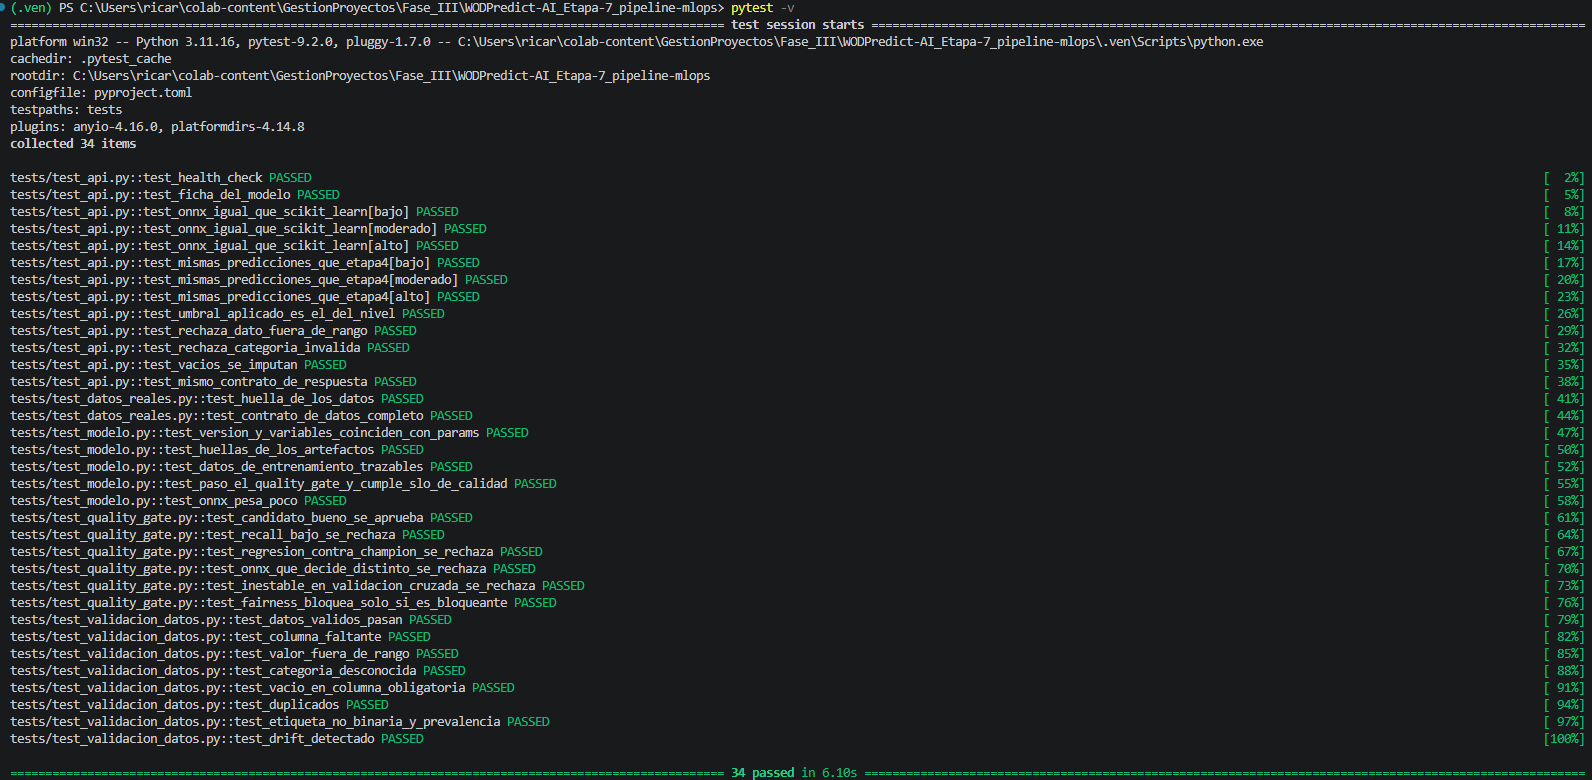 (.ven) PS C:\Users\ricar\colab-content\GestionProyectos\Fase_III\WODPredict-AI_Etapa-7_pipeline-mlops> pytest -v
test session starts
platform win32 -- Python 3.11.16, pytest-9.2.0, pluggy-1.7.0 -- C:\Users\ricar\colab-content\GestionProyectos\Fase_III\WODPredict-AI_Etapa-7_pipeline-mlops\.ven\Scripts\python.exe
cachedir: .pytest_cache
rootdir: C:\Users\ricar\colab-content\GestionProyectos\Fase_III\WODPredict-AI_Etapa-7_pipeline-mlops
configfile: pyproject.toml
testpaths: tests
plugins: anyio-4.16.0, platformdirs-4.14.8
collected 34 items
tests/test_api.py::test_health_check PASSED [  2%]
tests/test_api.py::test_ficha_del_modelo PASSED [  5%]
tests/test_api.py::test_onnx_igual_que_scikit_learn[bajo] PASSED [  8%]
tests/test_api.py::test_onnx_igual_que_scikit_learn[moderado] PASSED [ 11%]
tests/test_api.py::test_onnx_igual_que_scikit_learn[alto] PASSED [ 14%]
tests/test_api.py::test_mismas_predicciones_que_etapa4[bajo] PASSED [ 17%]
tests/test_api.py::test_mismas_predicciones_que_etapa4[moderado] PASSED [ 20%]
tests/test_api.py::test_mismas_predicciones_que_etapa4[alto] PASSED [ 23%]
tests/test_api.py::test_umbral_aplicado_es_el_del_nivel PASSED [ 26%]
tests/test_api.py::test_rechaza_dato_fuera_de_rango PASSED [ 29%]
tests/test_api.py::test_rechaza_categoria_invalida PASSED [ 32%]
tests/test_api.py::test_vacios_se_imputan PASSED [ 35%]
tests/test_api.py::test_mismo_contrato_de_respuesta PASSED [ 38%]
tests/test_datos_reales.py::test_huella_de_los_datos PASSED [ 41%]
tests/test_datos_reales.py::test_contrato_de_datos_completo PASSED [ 44%]
tests/test_modelo.py::test_version_y_variables_coinciden_con_params PASSED [ 47%]
tests/test_modelo.py::test_huellas_de_los_artefactos PASSED [ 50%]
tests/test_modelo.py::test_datos_de_entrenamiento_trazables PASSED [ 52%]
tests/test_modelo.py::test_paso_el_quality_gate_y_cumple_slo_de_calidad PASSED [ 55%]
tests/test_modelo.py::test_onnx_pesa_poco PASSED [ 58%]
tests/test_quality_gate.py::test_candidato_bueno_se_aprueba PASSED [ 61%]
tests/test_quality_gate.py::test_recall_bajo_se_rechaza PASSED [ 64%]
tests/test_quality_gate.py::test_regresion_contra_champion_se_rechaza PASSED [ 67%]
tests/test_quality_gate.py::test_onnx_que_decide_distinto_se_rechaza PASSED [ 70%]
tests/test_quality_gate.py::test_inestable_en_validacion_cruzada_se_rechaza PASSED [ 73%]
tests/test_quality_gate.py::test_fairness_bloquea_solo_si_es_bloqueante PASSED [ 76%]
tests/test_validacion_datos.py::test_datos_validos_pasan PASSED [ 79%]
tests/test_validacion_datos.py::test_columna_faltante PASSED [ 82%]
tests/test_validacion_datos.py::test_valor_fuera_de_rango PASSED [ 85%]
tests/test_validacion_datos.py::test_categoria_desconocida PASSED [ 88%]
tests/test_validacion_datos.py::test_vacio_en_columna_obligatoria PASSED [ 91%]
tests/test_validacion_datos.py::test_duplicados PASSED [ 94%]
tests/test_validacion_datos.py::test_etiqueta_no_binaria_y_prevalencia PASSED [ 97%]
tests/test_validacion_datos.py::test_drift_detectado PASSED [100%]
34 passed in 6.10s